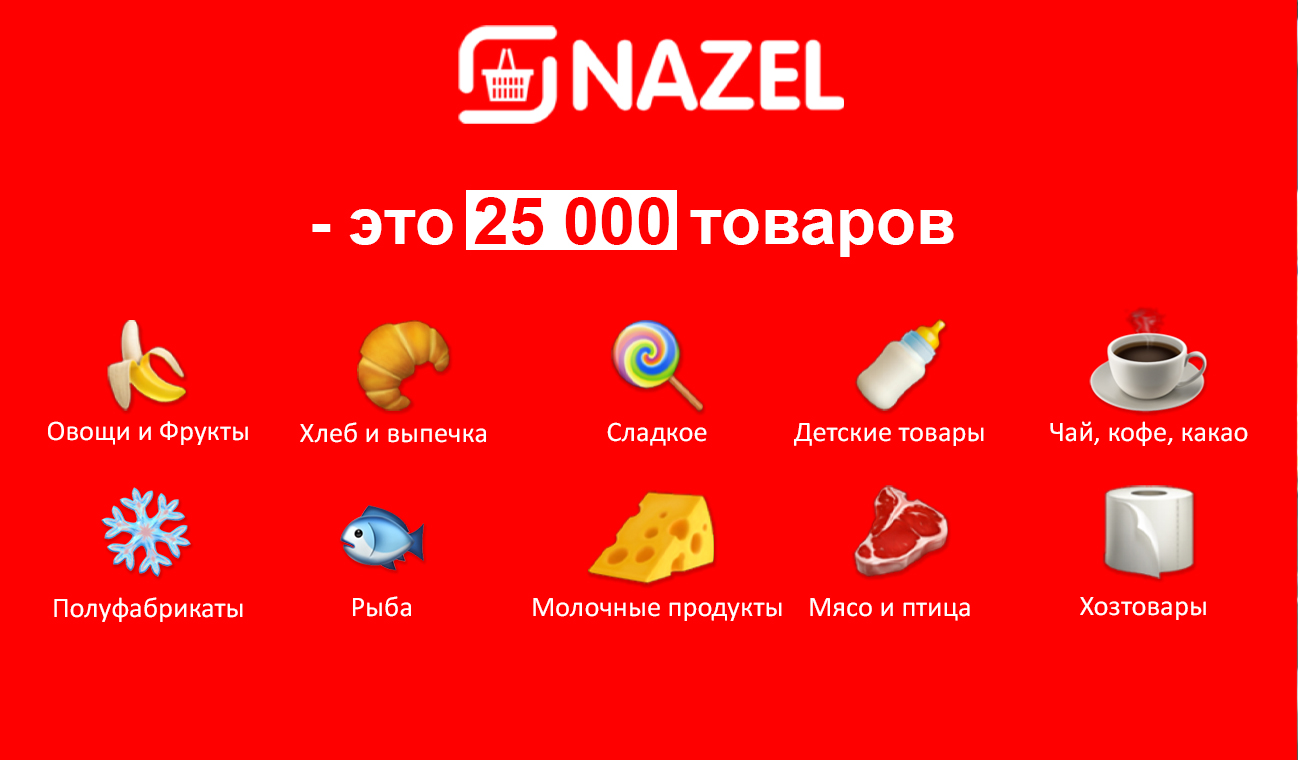 NAZEL
- это 25 000 товаров
Овощи и Фрукты
Хлеб и выпечка
Сладкое
Детские товары
Чай, кофе, какао
Полуфабрикаты
Рыба
Молочные продукты
Мясо и птица
Хозтовары